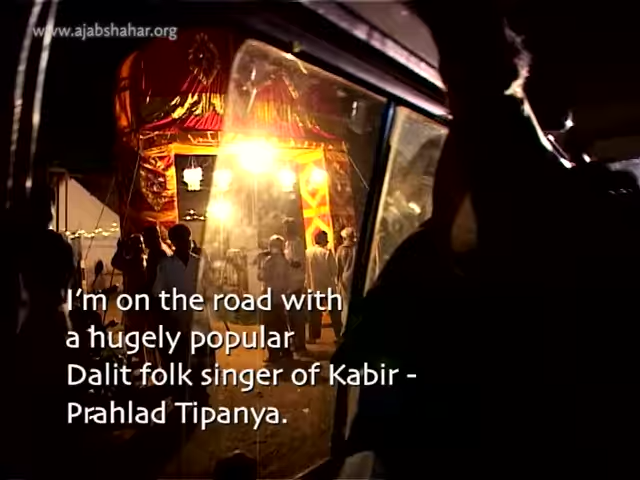 www.ajabshahar.org
I'm on the road with
a hugely popular
Dalit folk singer of Kabir -
Prahlad Tipanya.